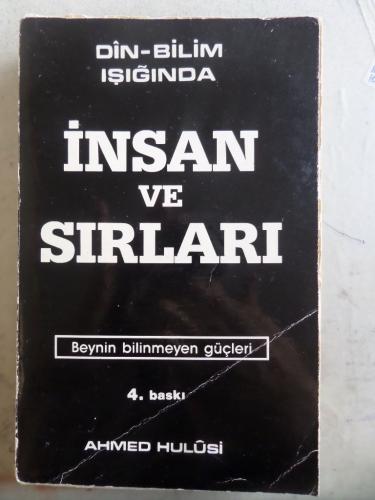 DÎN-BİLİM
IŞIĞINDA
İNSAN
VE
SIRLARI
Beynin bilinmeyen güçleri
4. baskı
AHMED HULÛSİ